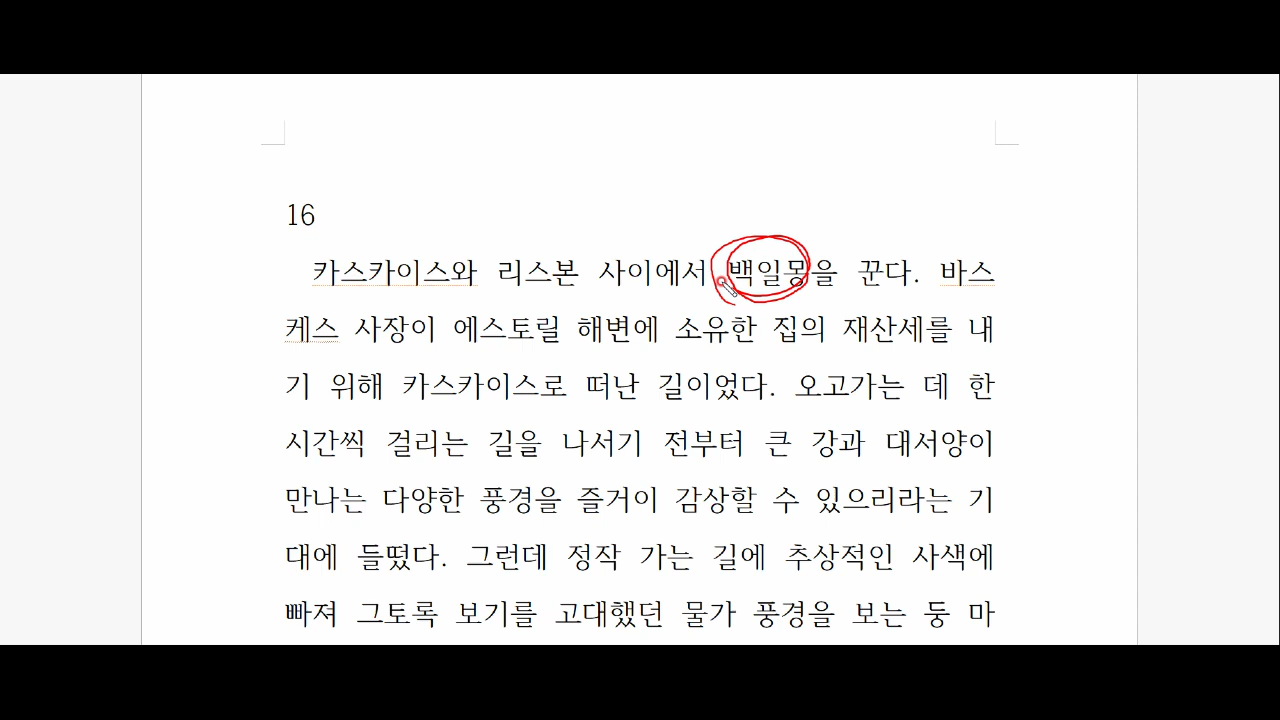 16
카스카이스와 리스본 사이에서 백일몽을 꾼다. 바스
케스 사장이 에스토릴 해변에 소유한 집의 재산세를 내
기 위해 카스카이스로 떠난 길이었다. 오고가는 데 한
시간씩 걸리는 길을 나서기 전부터 큰 강과 대서양이
만나는 다양한 풍경을 즐거이 감상할 수 있으리라는 기
대에 들떴다. 그런데 정작 가는 길에 추상적인 사색에
빠져 그토록 보기를 고대했던 물가 풍경을 보는 둥 마